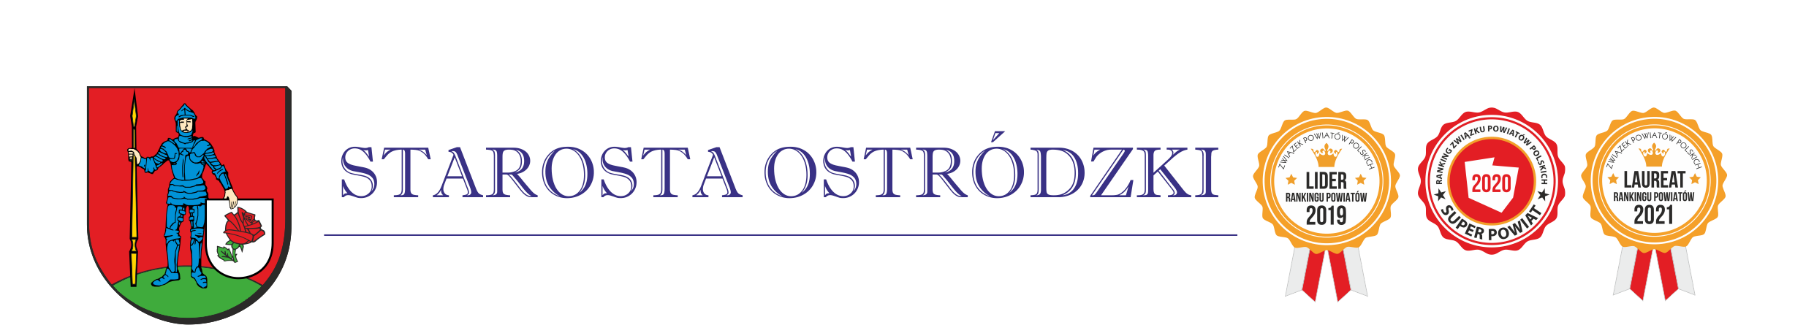 STAROSTA OSTRÓDZKI
ZWIĄZEK POWIATÓW POLSKICH
LIDER
RANKINGU POWIATÓW
2019
RANKING ZWIĄZKU POWIATÓW POLSKICH
2020
SUPER POWIAT
ZWIĄZEK POWIATÓW POLSKICH
LAUREAT
RANKINGU POWIATÓW
2021